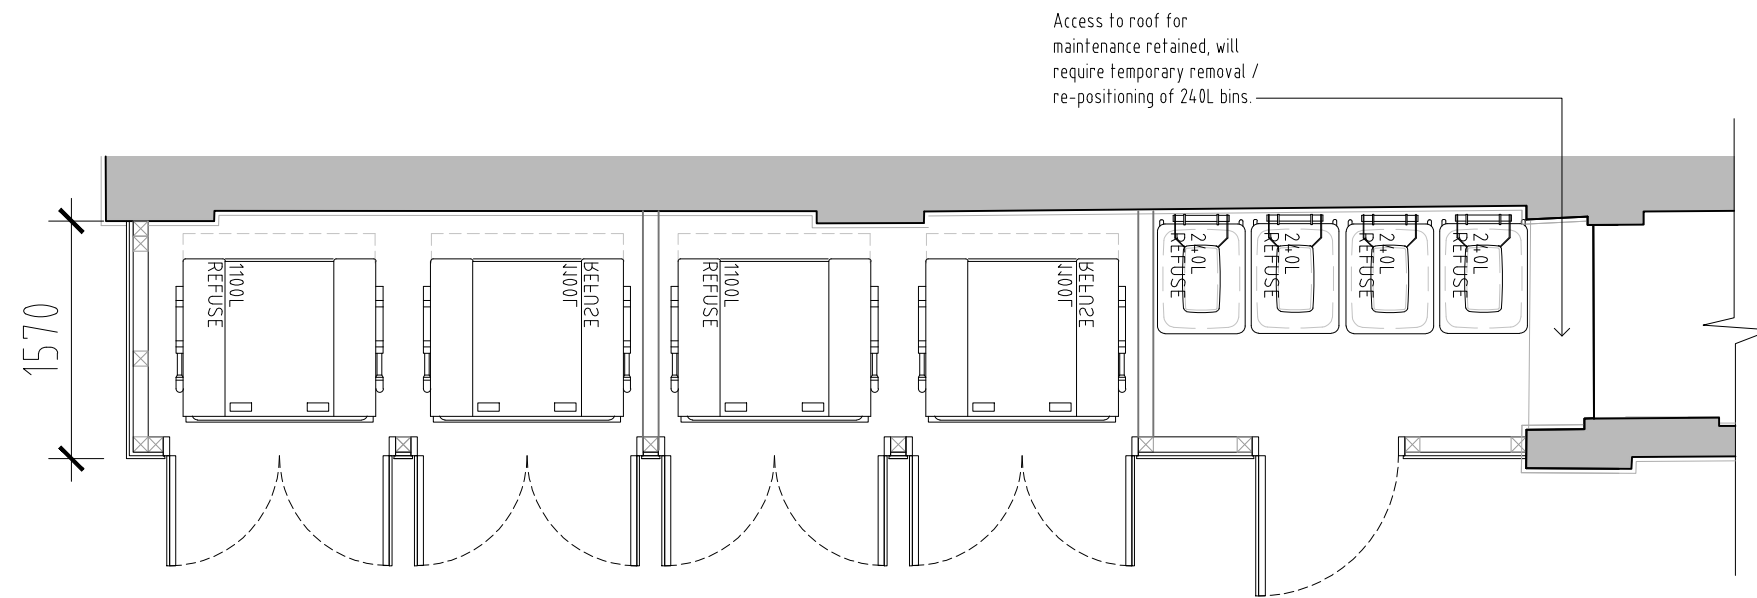 Access to roof for
maintenance retained, will
require temporary removal /
re-positioning of 240L bins.
1570
1100L
REFUSE
1100L
REFUSE
1100L
REFUSE
1100L
REFUSE
240L
REFUSE
240L
REFUSE
240L
REFUSE
240L
REFUSE